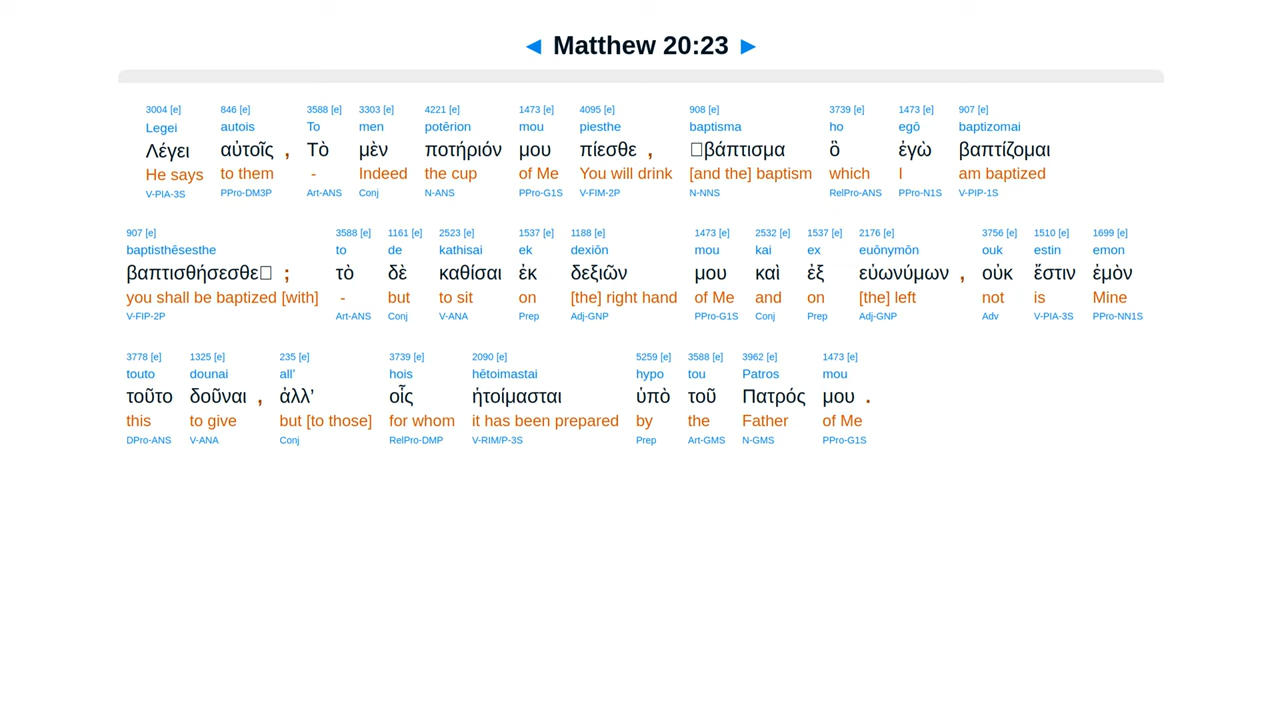 ◄ Matthew 20:23 ►
3004 [e] 846 [e] 3588 [e] 3303 [e] 4221 [e] 1473 [e] 4095 [e] 908 [e] 3739 [e] 1473 [e] 907 [e]
Legei autois To men potērion mou piesthe baptisma ho egō baptizomai
Λέγει αὐτοῖς , Τὸ μὲν ποτήριόν μου πίεσθε , □βάπτισμα ὃ ἐγὼ βαπτίζομαι
He says to them - Indeed the cup of Me You will drink [and the] baptism which I am baptized
V-PIA-3S PPro-DM3P Art-ANS Conj N-ANS PPro-G1S V-FIM-2P N-NNS RelPro-ANS PPro-N1S V-PIP-1S
907 [e] 3588 [e] 1161 [e] 2523 [e] 1537 [e] 1188 [e] 1473 [e] 2532 [e] 1537 [e] 2176 [e] 3756 [e] 1510 [e] 1699 [e]
baptisthēsesthe to de kathisai ek dexiōn mou kai ex euōnymōn ouk estin emon
βαπτισθήσεσθε□ ; τὸ δὲ καθίσαι ἐκ δεξιῶν μου καὶ ἐξ εὐωνύμων , οὐκ ἔστιν ἐμὸν
you shall be baptized [with] - but to sit on [the] right hand of Me and on [the] left not is Mine
V-FIP-2P Art-ANS Conj V-ANA Prep Adj-GNP PPro-G1S Conj Prep Adj-GNP Adv V-PIA-3S PPro-NN1S
3778 [e] 1325 [e] 235 [e] 3739 [e] 2090 [e] 5259 [e] 3588 [e] 3962 [e] 1473 [e]
touto dounai all’ hois hētoimastai hypo tou Patros mou
τοῦτο δοῦναι , ἀλλ’ οἷς ἡτοίμασται ὑπὸ τοῦ Πατρός μου .
this to give but [to those] for whom it has been prepared by the Father of Me
DPro-ANS V-ANA Conj RelPro-DMP V-RIM/P-3S Prep Art-GMS N-GMS PPro-G1S